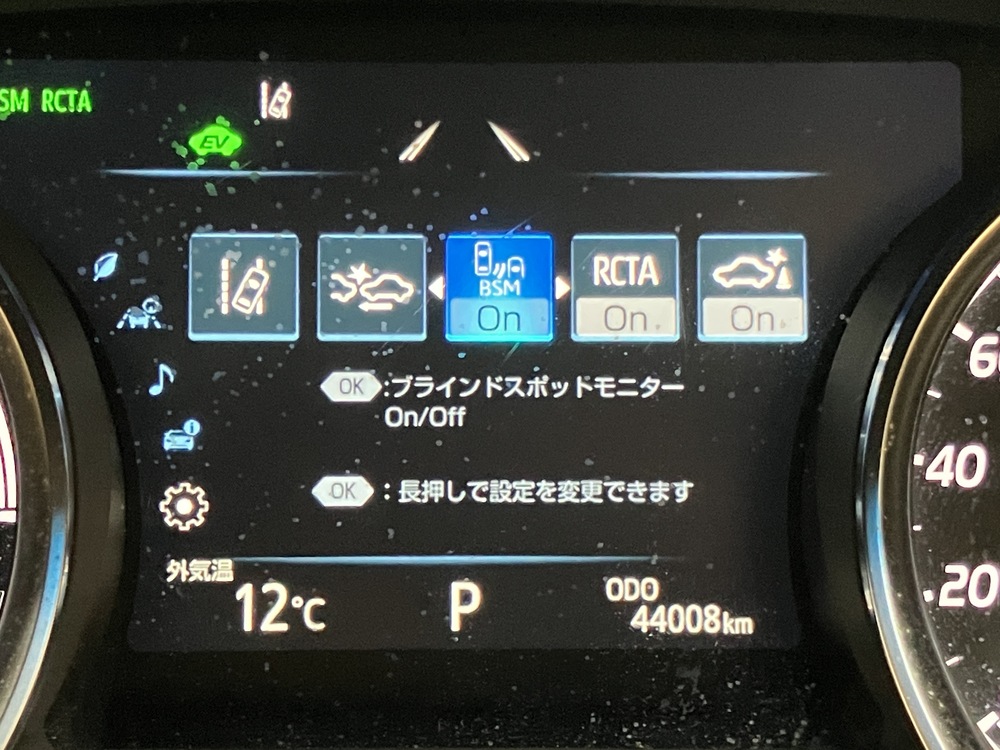 SM RCTA
EV
BSM
On
RCTA
On
On
OK :ブラインドスポットモニター
On/Off
OK :長押しで設定を変更できます
外気温
12℃
P
ODO
44008km
60
40
20